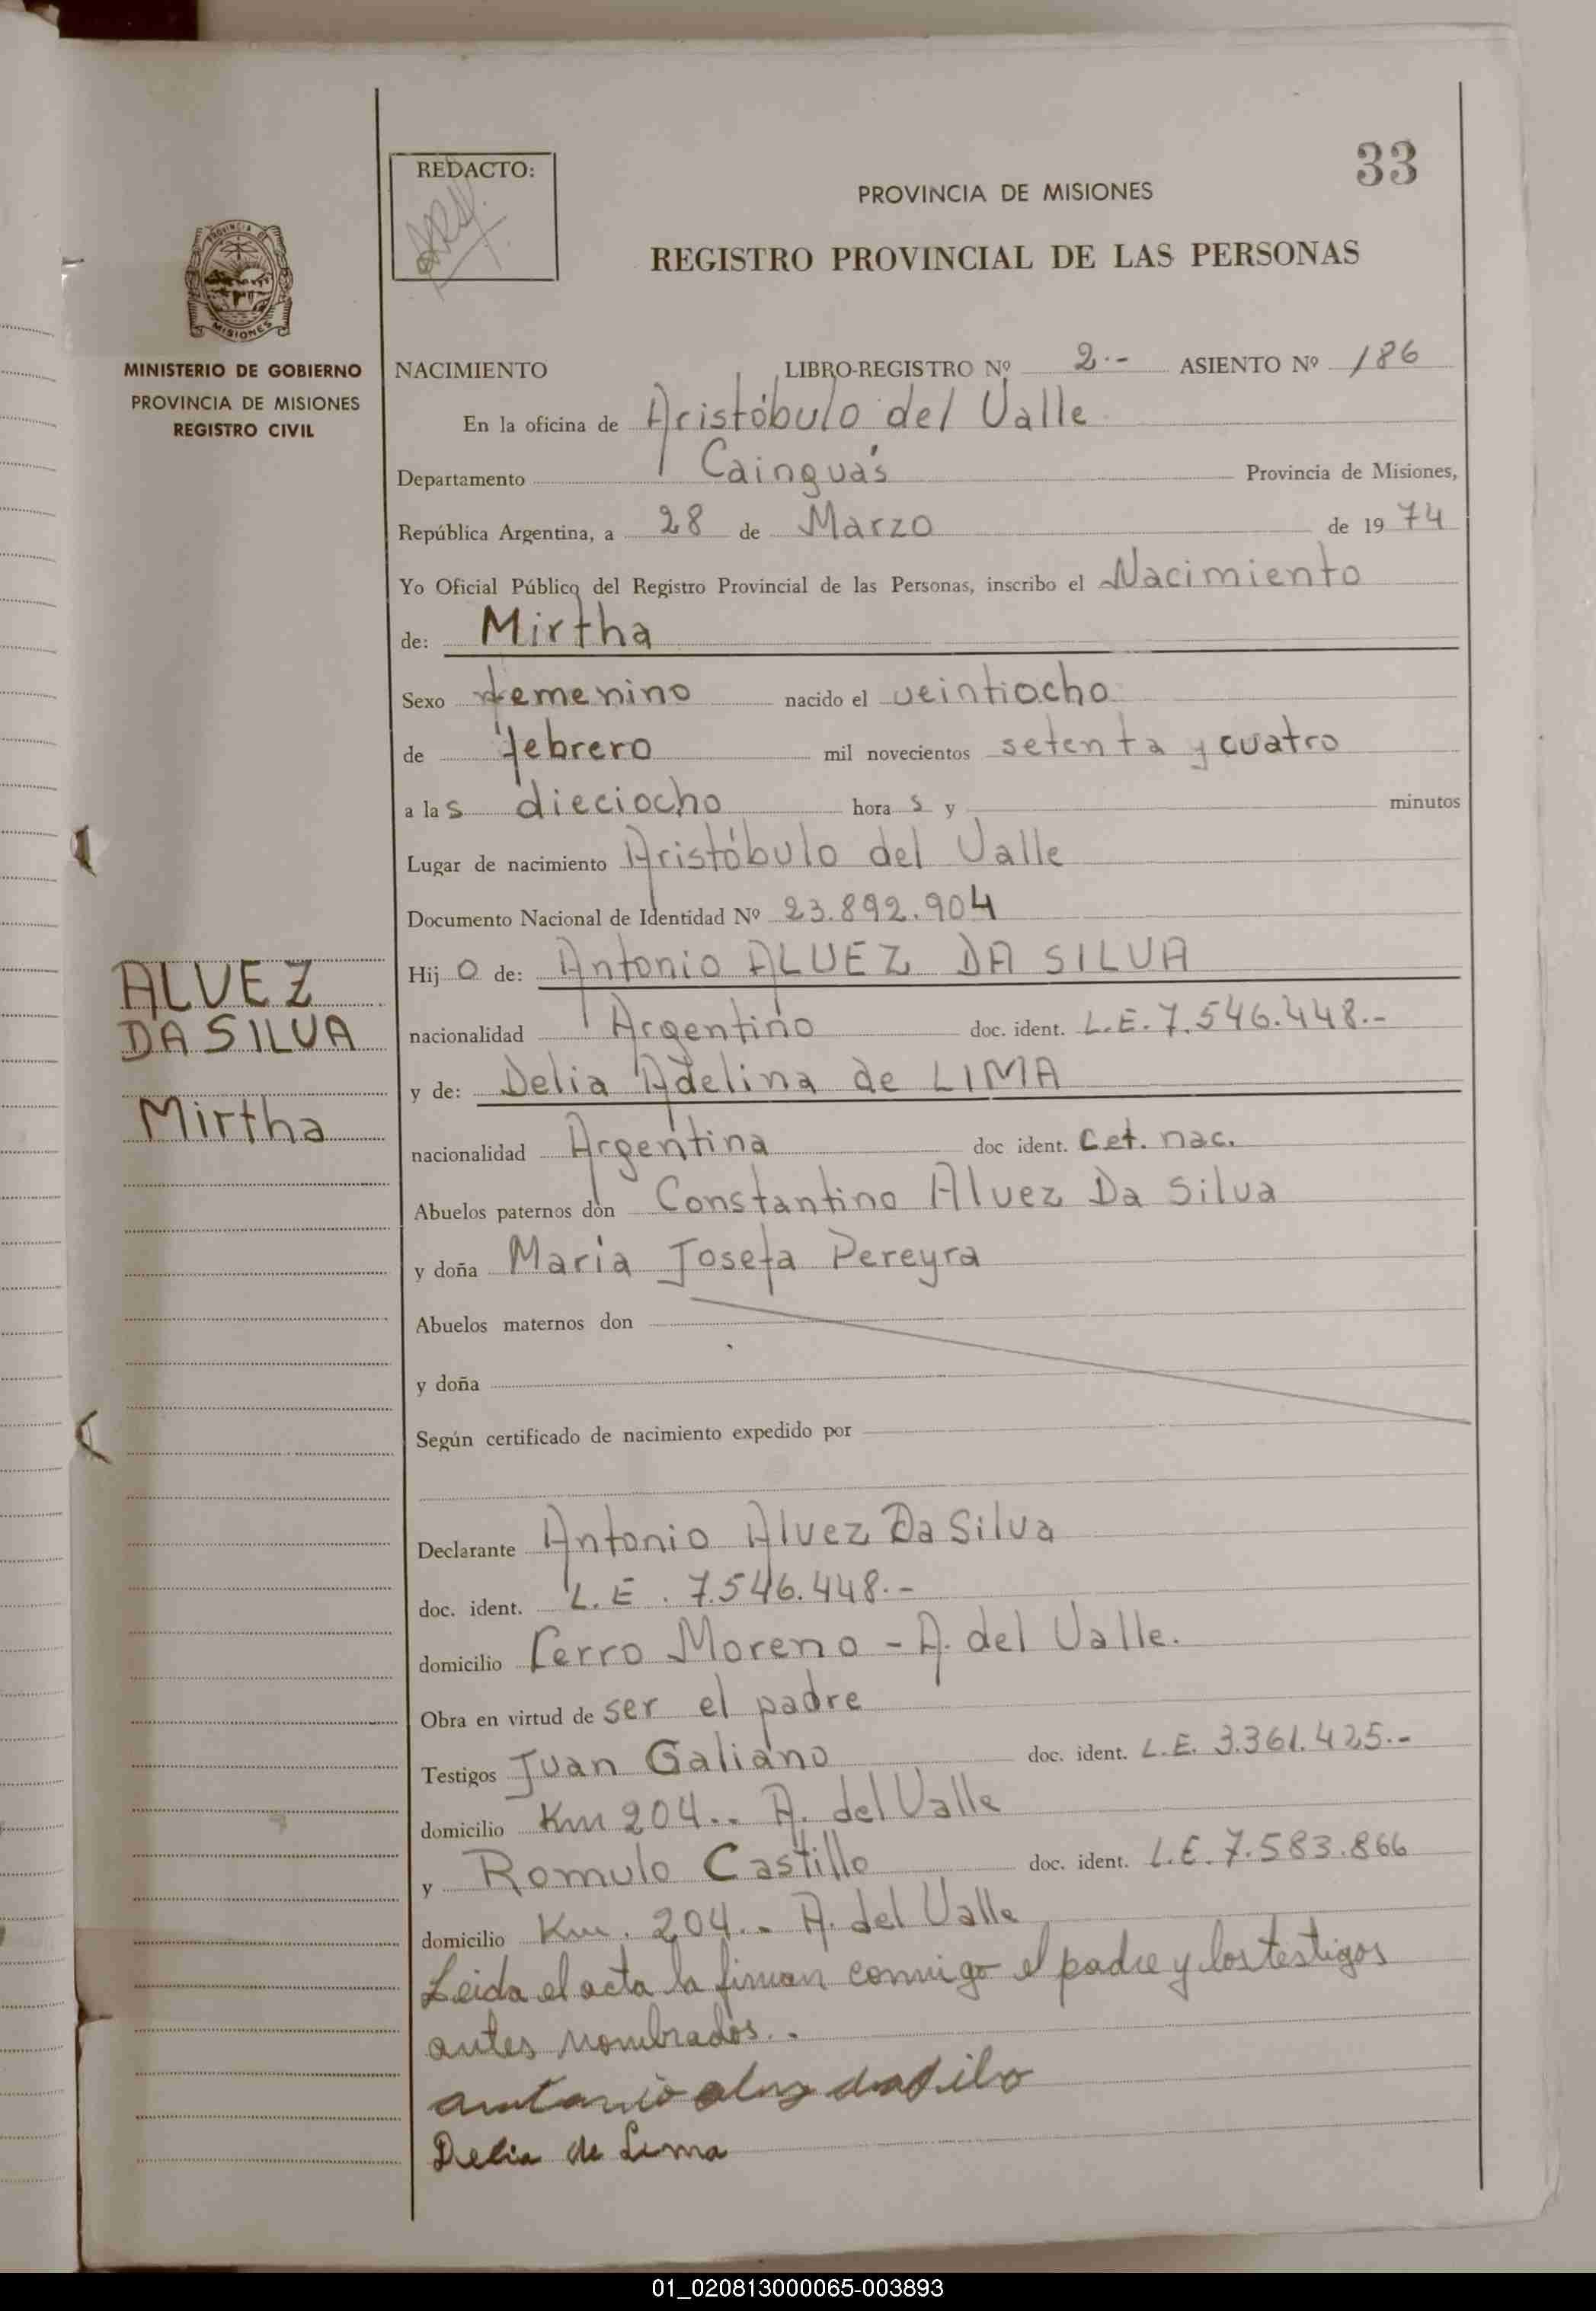 33
REDACTO:
PROVINCIA DE MISIONES
REGISTRO PROVINCIAL DE LAS PERSONAS
PROVINCIA DE
MISIONES
MINISTERIO DE GOBIERNO
PROVINCIA DE MISIONES
REGISTRO CIVIL
NACIMIENTO LIBRO-REGISTRO Nº 2.- ASIENTO Nº 186
En la oficina de Aristóbulo del Valle
Departamento Cainguás Provincia de Misiones,
República Argentina, a 28 de Marzo de 1974
Yo Oficial Público del Registro Provincial de las Personas, inscribo el Nacimiento
de: Mirtha
Sexo femenino nacido el veintiocho
de febrero mil novecientos setenta y cuatro
a las dieciocho horas y minutos
Lugar de nacimiento Aristóbulo del Valle
Documento Nacional de Identidad Nº 23.892.904
ALVEZ
DA SILVA
Mirtha
Hijo de: Antonio ALVEZ DA SILVA
nacionalidad Argentino doc. ident. L.E. 7.546.448.-
y de: Delia Adelina de LIMA
nacionalidad Argentina doc ident. Cet. nac.
Abuelos paternos don Constantino Alvez Da Silva
y doña Maria Josefa Pereyra
Abuelos maternos don
y doña
Según certificado de nacimiento expedido por
Declarante Antonio Alvez Da Silva
doc. ident. L.E. 7.546.448.-
domicilio Cerro Moreno - A. del Valle.
Obra en virtud de ser el padre
Testigos Juan Galiano doc. ident. L.E. 3.361.425.-
domicilio Km 204.. A. del Valle
y Romulo Castillo doc. ident. L.E. 7.583.866
domicilio Km. 204.. A. del Valle
Leida el acta la firman conmigo el padre y los testigos
antes nombrados..
antonio dasilva
Delia de Lima
01_020813000065-003893